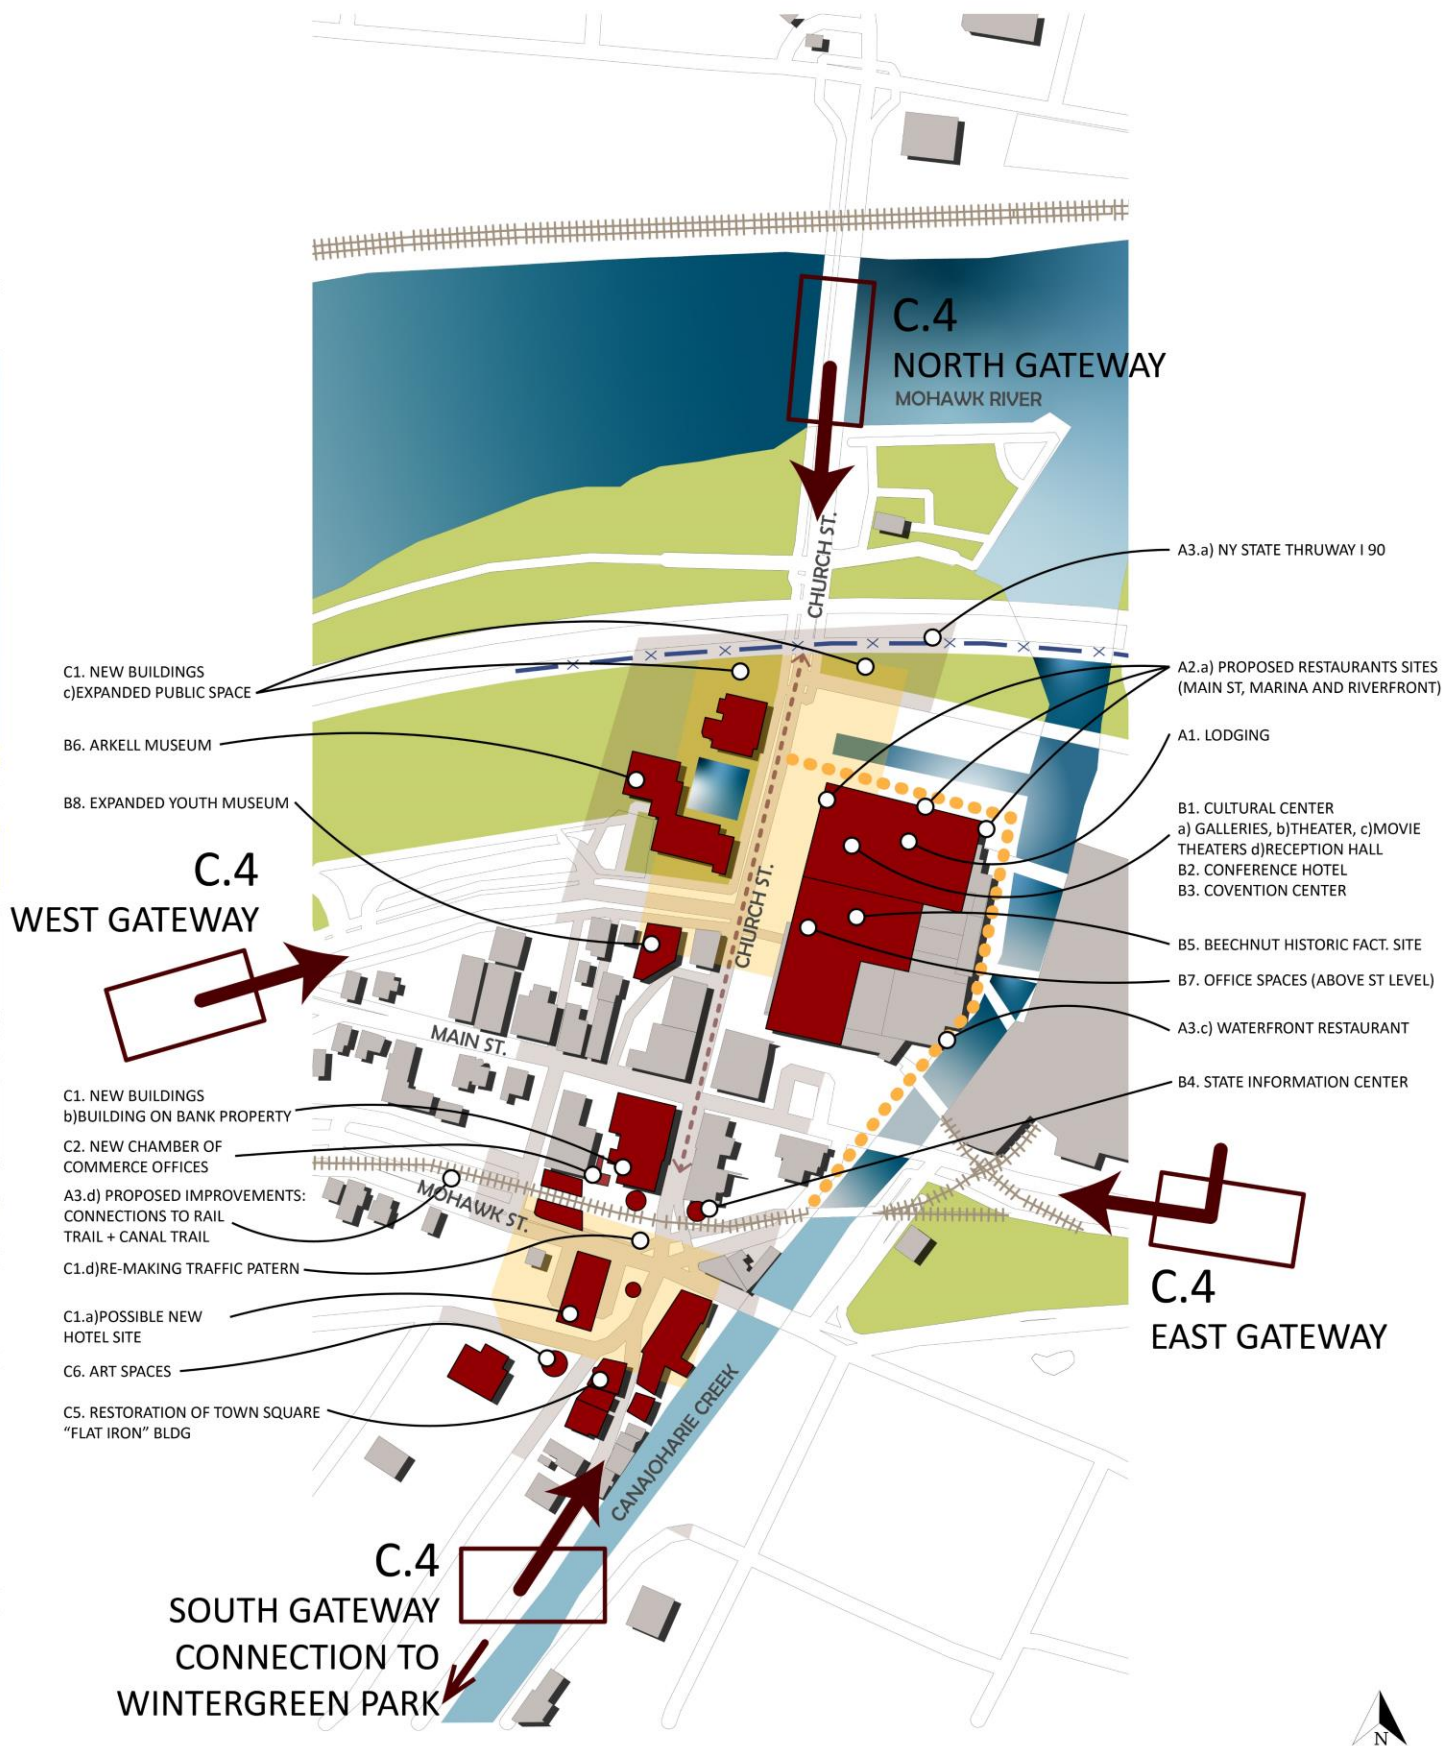 C.4
NORTH GATEWAY
MOHAWK RIVER
CHURCH ST.
A3.a) NY STATE THRUWAY I 90
C1. NEW BUILDINGS
c)EXPANDED PUBLIC SPACE
A2.a) PROPOSED RESTAURANTS SITES
(MAIN ST, MARINA AND RIVERFRONT)
B6. ARKELL MUSEUM
A1. LODGING
B8. EXPANDED YOUTH MUSEUM
B1. CULTURAL CENTER
a) GALLERIES, b)THEATER, c)MOVIE
THEATERS d)RECEPTION HALL
B2. CONFERENCE HOTEL
B3. COVENTION CENTER
C.4
WEST GATEWAY
CHURCH ST.
B5. BEECHNUT HISTORIC FACT. SITE
B7. OFFICE SPACES (ABOVE ST LEVEL)
A3.c) WATERFRONT RESTAURANT
MAIN ST.
B4. STATE INFORMATION CENTER
C1. NEW BUILDINGS
b)BUILDING ON BANK PROPERTY
C2. NEW CHAMBER OF
COMMERCE OFFICES
A3.d) PROPOSED IMPROVEMENTS:
CONNECTIONS TO RAIL
TRAIL + CANAL TRAIL
MOHAWK ST.
C1.d)RE-MAKING TRAFFIC PATERN
C.4
EAST GATEWAY
C1.a)POSSIBLE NEW
HOTEL SITE
C6. ART SPACES
C5. RESTORATION OF TOWN SQUARE
“FLAT IRON” BLDG
CANAJOHARIE CREEK
C.4
SOUTH GATEWAY
CONNECTION TO
WINTERGREEN PARK
N